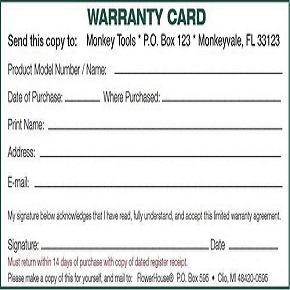 WARRANTY CARD
Send this copy to: Monkey Tools * P.O. Box 123 * Monkeyvale, FL 33123
Product Model Number / Name:
Date of Purchase: Where Purchased:
Print Name:
Address:
E-mail:
My signature below acknowledges that I have read, fully understand, and accept this limited warranty agreement.
Signature: Date
Must return within 14 days of purchase with copy of dated register receipt.
Please make a copy of this for yourself, and mail to: FlowerHouse® P.O. Box 595 • Clio, MI 48420-0595